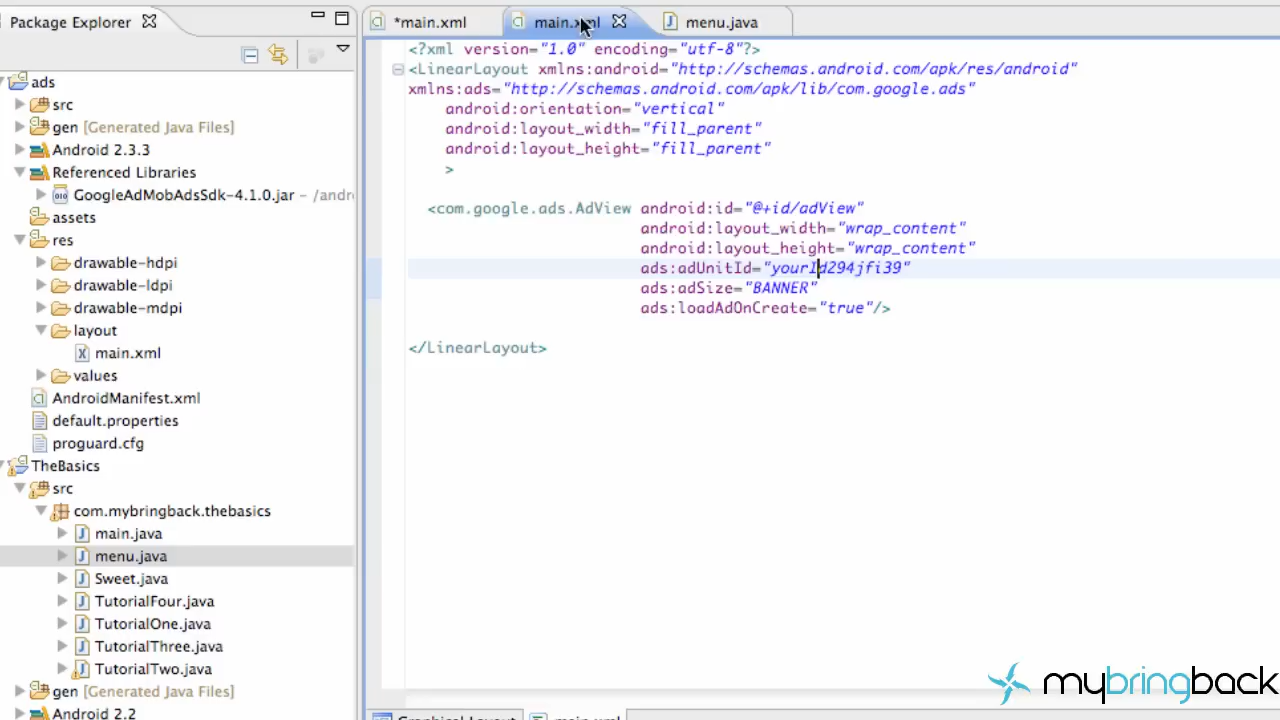 Package Explorer
*main.xml
main.xml
menu.java
ads
src
gen [Generated Java Files]
Android 2.3.3
Referenced Libraries
GoogleAdMobAdsSdk-4.1.0.jar - /andr
assets
res
drawable-hdpi
drawable-ldpi
drawable-mdpi
layout
main.xml
values
AndroidManifest.xml
default.properties
proguard.cfg
TheBasics
src
com.mybringback.thebasics
main.java
menu.java
Sweet.java
TutorialFour.java
TutorialOne.java
TutorialThree.java
TutorialTwo.java
gen [Generated Java Files]
Android 2.2
<?xml version="1.0" encoding="utf-8"?>
<LinearLayout xmlns:android="http://schemas.android.com/apk/res/android"
xmlns:ads="http://schemas.android.com/apk/lib/com.google.ads"
android:orientation="vertical"
android:layout_width="fill_parent"
android:layout_height="fill_parent"
>
<com.google.ads.AdView android:id="@+id/adView"
android:layout_width="wrap_content"
android:layout_height="wrap_content"
ads:adUnitId="yourId294jfi39"
ads:adSize="BANNER"
ads:loadAdOnCreate="true"/>
</LinearLayout>
Graphical Layout
main.xml
mybringback